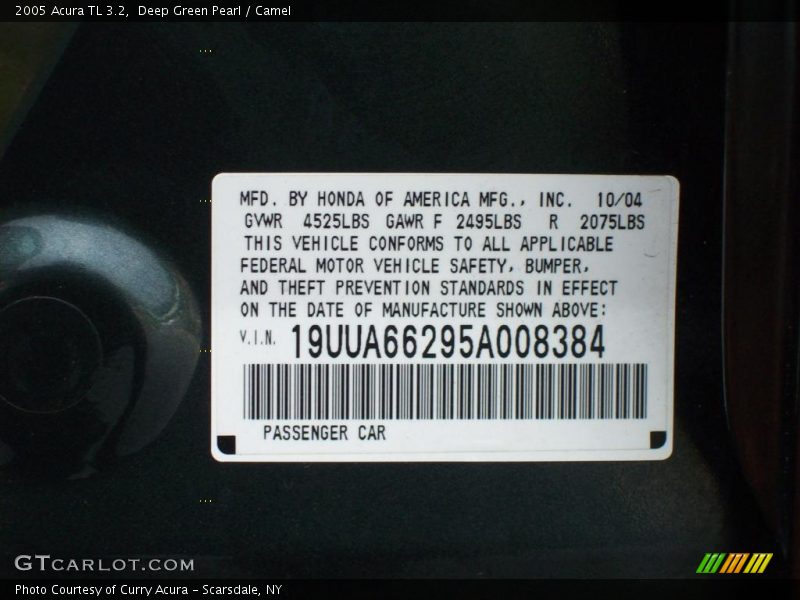 2005 Acura TL 3.2,  Deep Green Pearl / Camel
MFD. BY HONDA OF AMERICA MFG., INC. 10/04
GVWR 4525LBS GAWR F 2495LBS R 2075LBS
THIS VEHICLE CONFORMS TO ALL APPLICABLE
FEDERAL MOTOR VEHICLE SAFETY, BUMPER,
AND THEFT PREVENTION STANDARDS IN EFFECT
ON THE DATE OF MANUFACTURE SHOWN ABOVE:
V.I.N. 19UUA66295A008384
PASSENGER CAR
GTCARLOT.COM
Photo Courtesy of Curry Acura - Scarsdale, NY